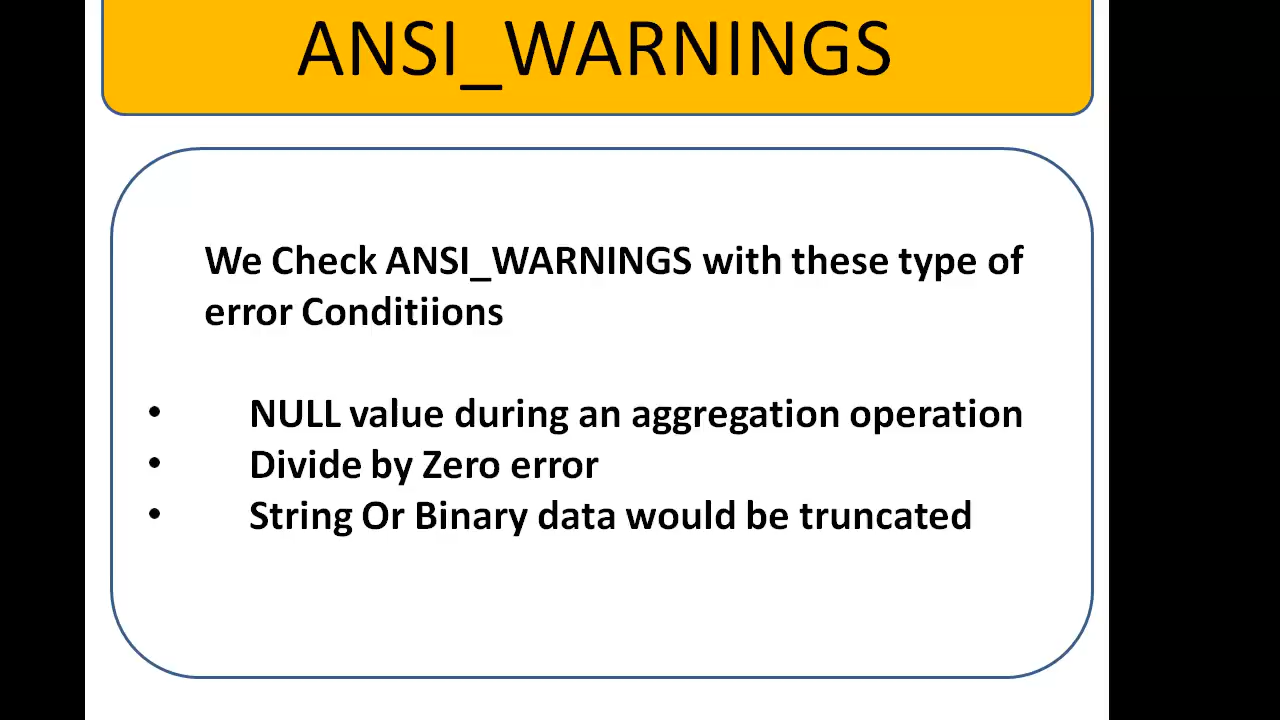 ANSI_WARNINGS
We Check ANSI_WARNINGS with these type of
error Conditiions
• NULL value during an aggregation operation
• Divide by Zero error
• String Or Binary data would be truncated